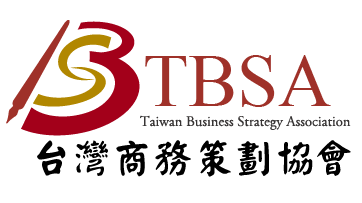 TBSA
Taiwan Business Strategy Association
台灣商務策劃協會